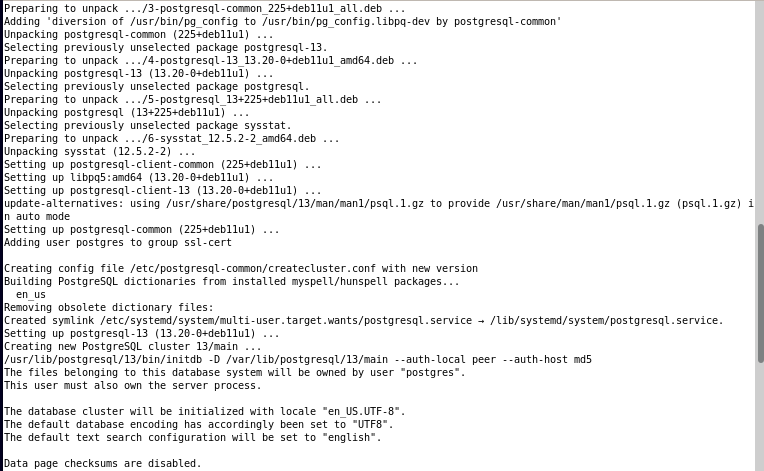 Preparing to unpack .../3-postgresql-common_225+deb11u1_all.deb ...
Adding 'diversion of /usr/bin/pg_config to /usr/bin/pg_config.libpq-dev by postgresql-common'
Unpacking postgresql-common (225+deb11u1) ...
Selecting previously unselected package postgresql-13.
Preparing to unpack .../4-postgresql-13_13.20-0+deb11u1_amd64.deb ...
Unpacking postgresql-13 (13.20-0+deb11u1) ...
Selecting previously unselected package postgresql.
Preparing to unpack .../5-postgresql_13+225+deb11u1_all.deb ...
Unpacking postgresql (13+225+deb11u1) ...
Selecting previously unselected package sysstat.
Preparing to unpack .../6-sysstat_12.5.2-2_amd64.deb ...
Unpacking sysstat (12.5.2-2) ...
Setting up postgresql-client-common (225+deb11u1) ...
Setting up libpq5:amd64 (13.20-0+deb11u1) ...
Setting up postgresql-client-13 (13.20-0+deb11u1) ...
update-alternatives: using /usr/share/postgresql/13/man/man1/psql.1.gz to provide /usr/share/man/man1/psql.1.gz (psql.1.gz) i
n auto mode
Setting up postgresql-common (225+deb11u1) ...
Adding user postgres to group ssl-cert

Creating config file /etc/postgresql-common/createcluster.conf with new version
Building PostgreSQL dictionaries from installed myspell/hunspell packages...
  en_us
Removing obsolete dictionary files:
Created symlink /etc/systemd/system/multi-user.target.wants/postgresql.service → /lib/systemd/system/postgresql.service.
Setting up postgresql-13 (13.20-0+deb11u1) ...
Creating new PostgreSQL cluster 13/main ...
/usr/lib/postgresql/13/bin/initdb -D /var/lib/postgresql/13/main --auth-local peer --auth-host md5
The files belonging to this database system will be owned by user "postgres".
This user must also own the server process.

The database cluster will be initialized with locale "en_US.UTF-8".
The default database encoding has accordingly been set to "UTF8".
The default text search configuration will be set to "english".

Data page checksums are disabled.